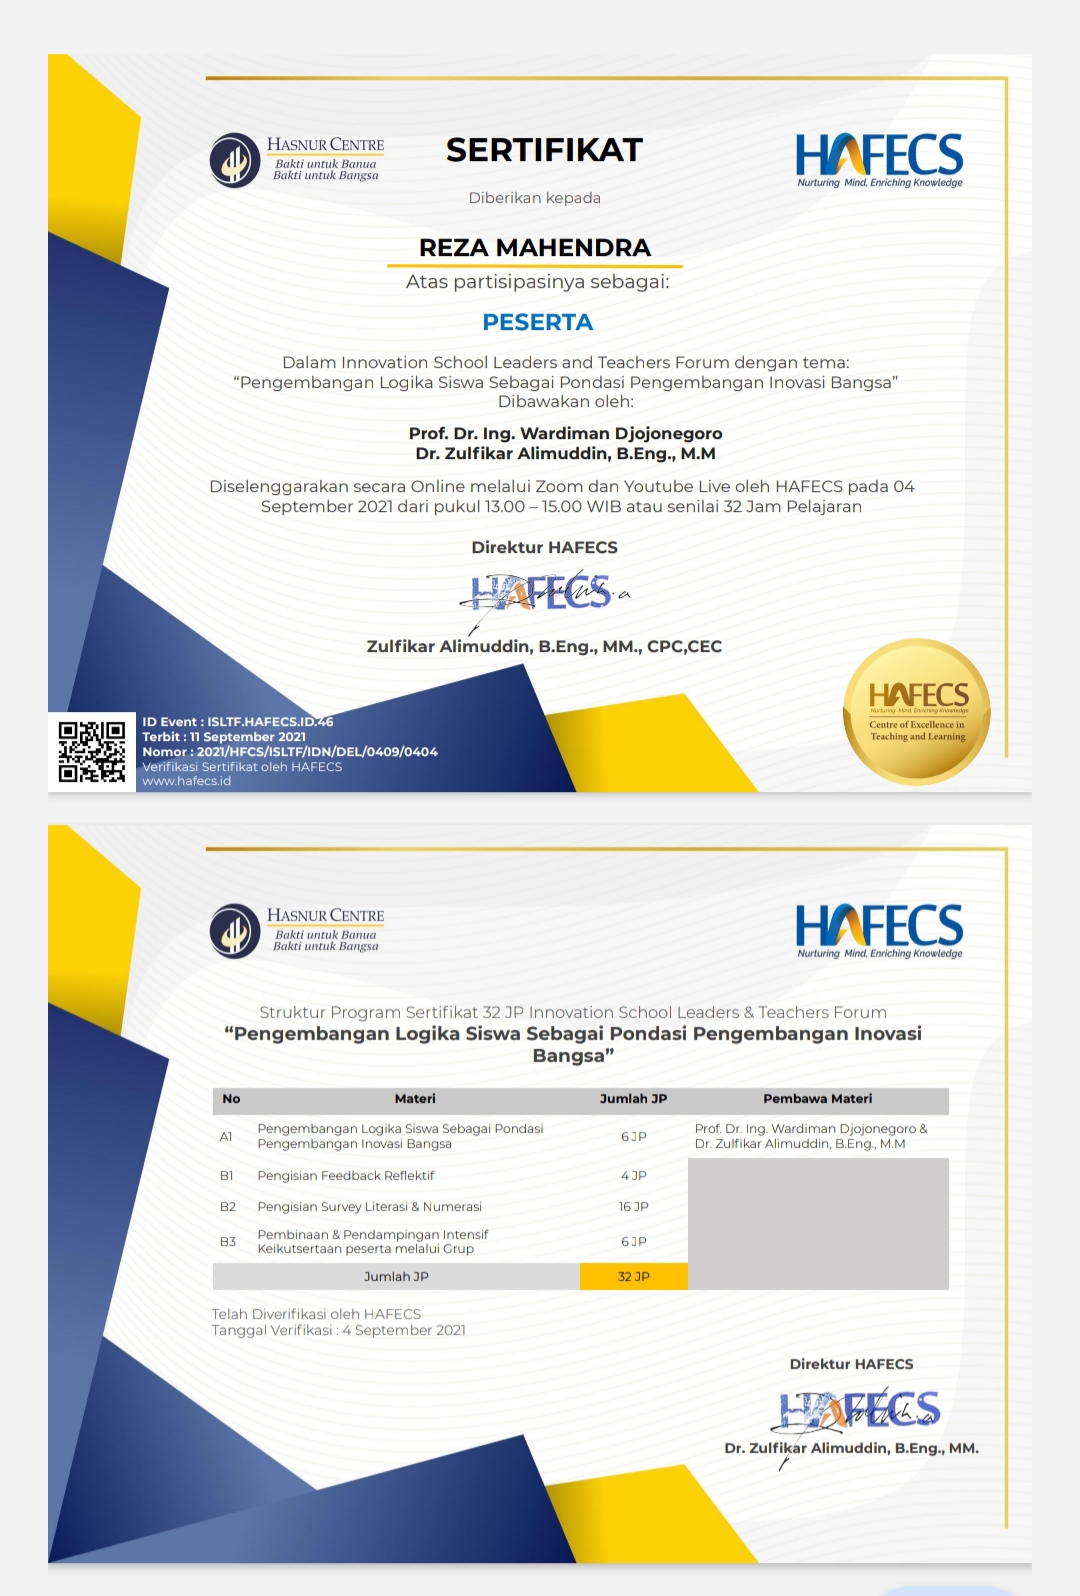 HASNUR CENTRE
Bakti untuk Banua
Bakti untuk Bangsa
SERTIFIKAT
HAFECS
Nurturing Mind, Enriching Knowledge
Diberikan kepada
REZA MAHENDRA
Atas partisipasinya sebagai:
PESERTA
Dalam Innovation School Leaders and Teachers Forum dengan tema:
“Pengembangan Logika Siswa Sebagai Pondasi Pengembangan Inovasi Bangsa”
Dibawakan oleh:
Prof. Dr. Ing. Wardiman Djojonegoro
Dr. Zulfikar Alimuddin, B.Eng., M.M
Diselenggarakan secara Online melalui Zoom dan Youtube Live oleh HAFECS pada 04
September 2021 dari pukul 13.00 – 15.00 WIB atau senilai 32 Jam Pelajaran
Direktur HAFECS
HAFECS
Zulfikar Alimuddin, B.Eng., MM., CPC,CEC
HAFECS
Nurturing Mind, Enriching Knowledge
Centre of Excellence in
Teaching and Learning
ID Event : ISLTF.HAFECS.ID.46
Terbit : 11 September 2021
Nomor : 2021/HFCS/ISLTF/IDN/DEL/0409/0404
Verifikasi Sertifikat oleh HAFECS
www.hafecs.id
HASNUR CENTRE
Bakti untuk Banua
Bakti untuk Bangsa
HAFECS
Nurturing Mind, Enriching Knowledge
Struktur Program Sertifikat 32 JP Innovation School Leaders & Teachers Forum
“Pengembangan Logika Siswa Sebagai Pondasi Pengembangan Inovasi
Bangsa”
No Materi Jumlah JP Pembawa Materi
A1 Pengembangan Logika Siswa Sebagai Pondasi Pengembangan Inovasi Bangsa 6 JP Prof. Dr. Ing. Wardiman Djojonegoro & Dr. Zulfikar Alimuddin, B.Eng., M.M
B1 Pengisian Feedback Reflektif 4 JP
B2 Pengisian Survey Literasi & Numerasi 16 JP
B3 Pembinaan & Pendampingan Intensif Keikutsertaan peserta melalui Grup 6 JP
Jumlah JP 32 JP
Telah Diverifikasi oleh HAFECS
Tanggal Verifikasi : 4 September 2021
Direktur HAFECS
HAFECS
Dr. Zulfikar Alimuddin, B.Eng., MM.